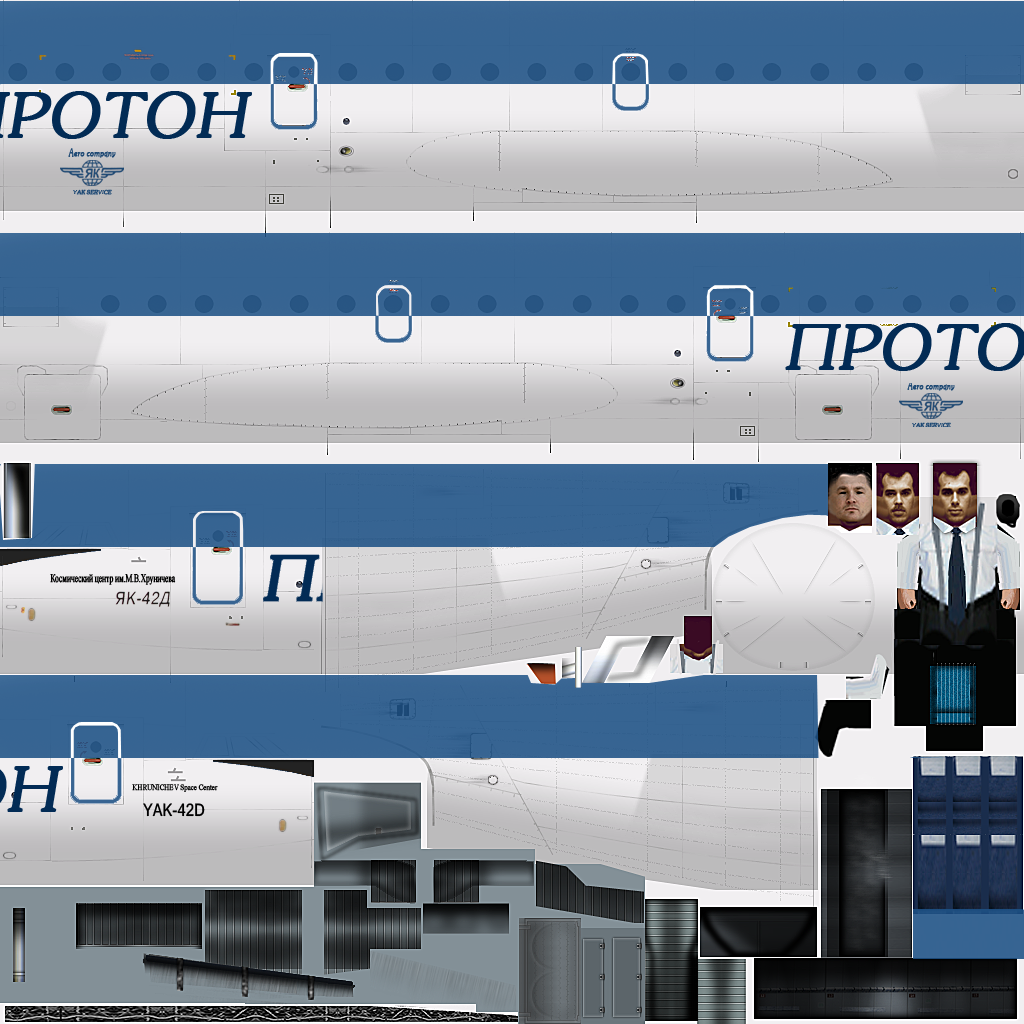 ПРОТОН
Aero company
ЯК
YAK SERVICE
ПРОТО
Aero company
ЯК
YAK SERVICE
Космический центр им.М.В.Хруничева
ЯК-42Д
П
ОН
KHRUNICHEV Space Center
YAK-42D